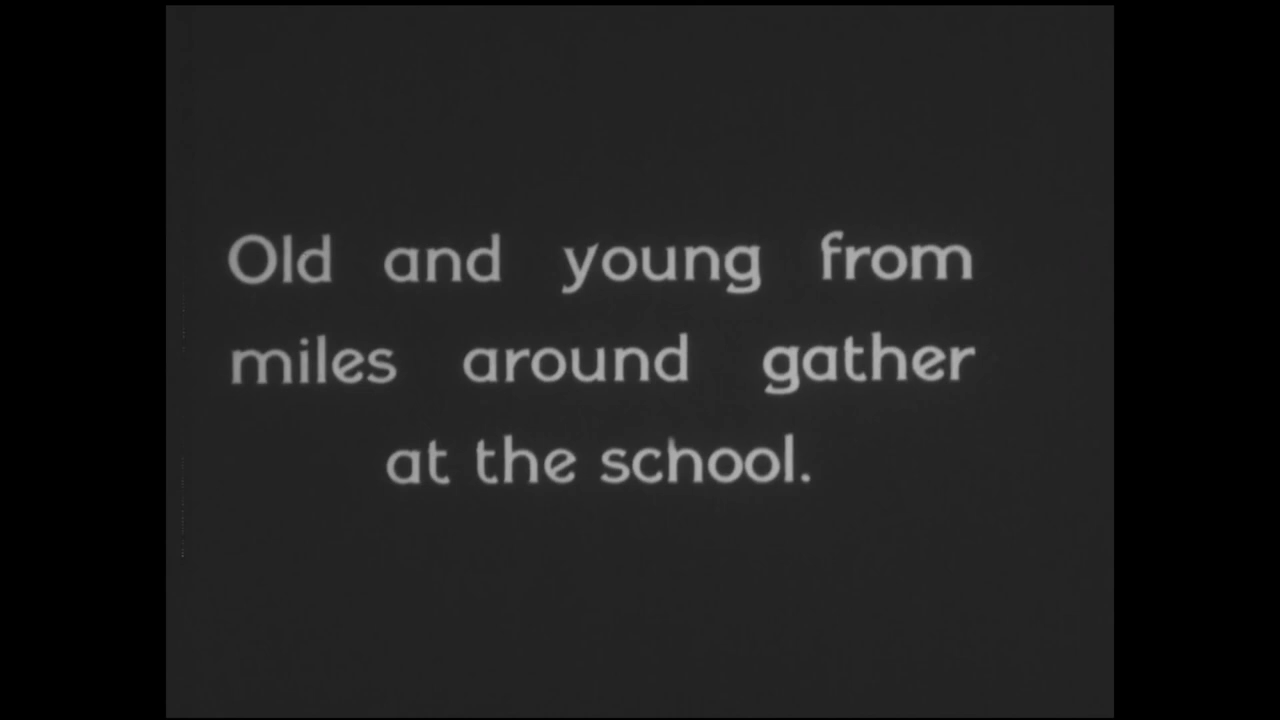 Old and young from
miles around gather
at the school.